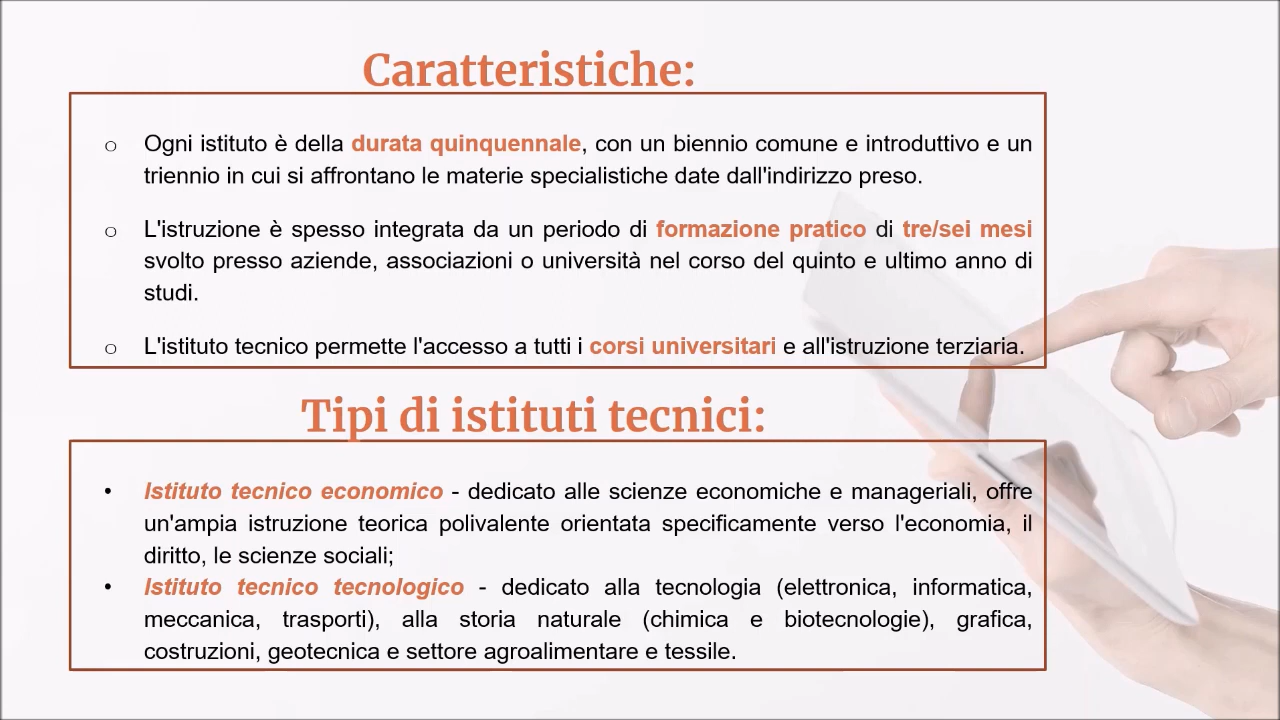 Caratteristiche:
o Ogni istituto è della durata quinquennale, con un biennio comune e introduttivo e un
triennio in cui si affrontano le materie specialistiche date dall'indirizzo preso.
o L'istruzione è spesso integrata da un periodo di formazione pratico di tre/sei mesi
svolto presso aziende, associazioni o università nel corso del quinto e ultimo anno di
studi.
o L'istituto tecnico permette l'accesso a tutti i corsi universitari e all'istruzione terziaria.
Tipi di istituti tecnici:
• Istituto tecnico economico - dedicato alle scienze economiche e manageriali, offre
un'ampia istruzione teorica polivalente orientata specificamente verso l'economia, il
diritto, le scienze sociali;
• Istituto tecnico tecnologico - dedicato alla tecnologia (elettronica, informatica,
meccanica, trasporti), alla storia naturale (chimica e biotecnologie), grafica,
costruzioni, geotecnica e settore agroalimentare e tessile.